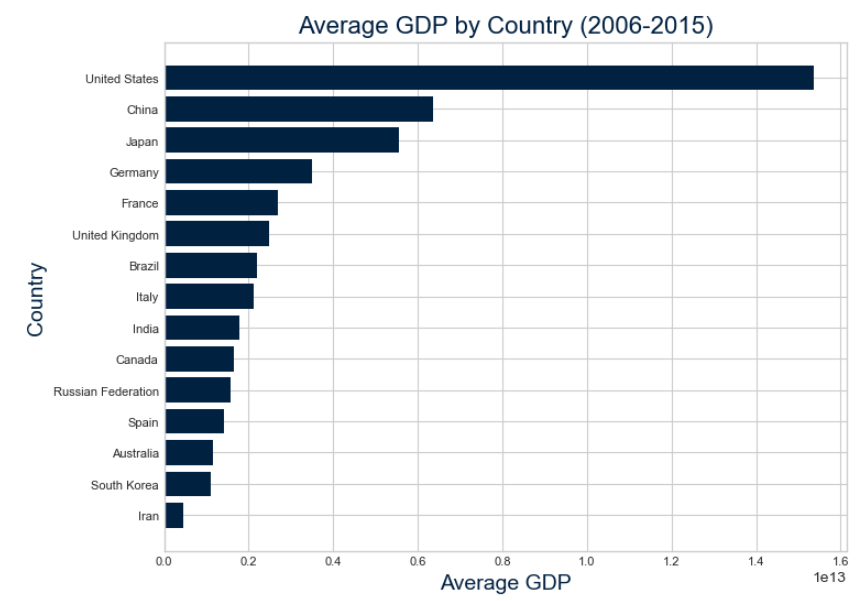 Average GDP by Country (2006-2015)
United States
China
Japan
Germany
France
United Kingdom
Brazil
Italy
India
Canada
Russian Federation
Spain
Australia
South Korea
Iran
Country
0.0 0.2 0.4 0.6 0.8 1.0 1.2 1.4 1.6
1e13
Average GDP